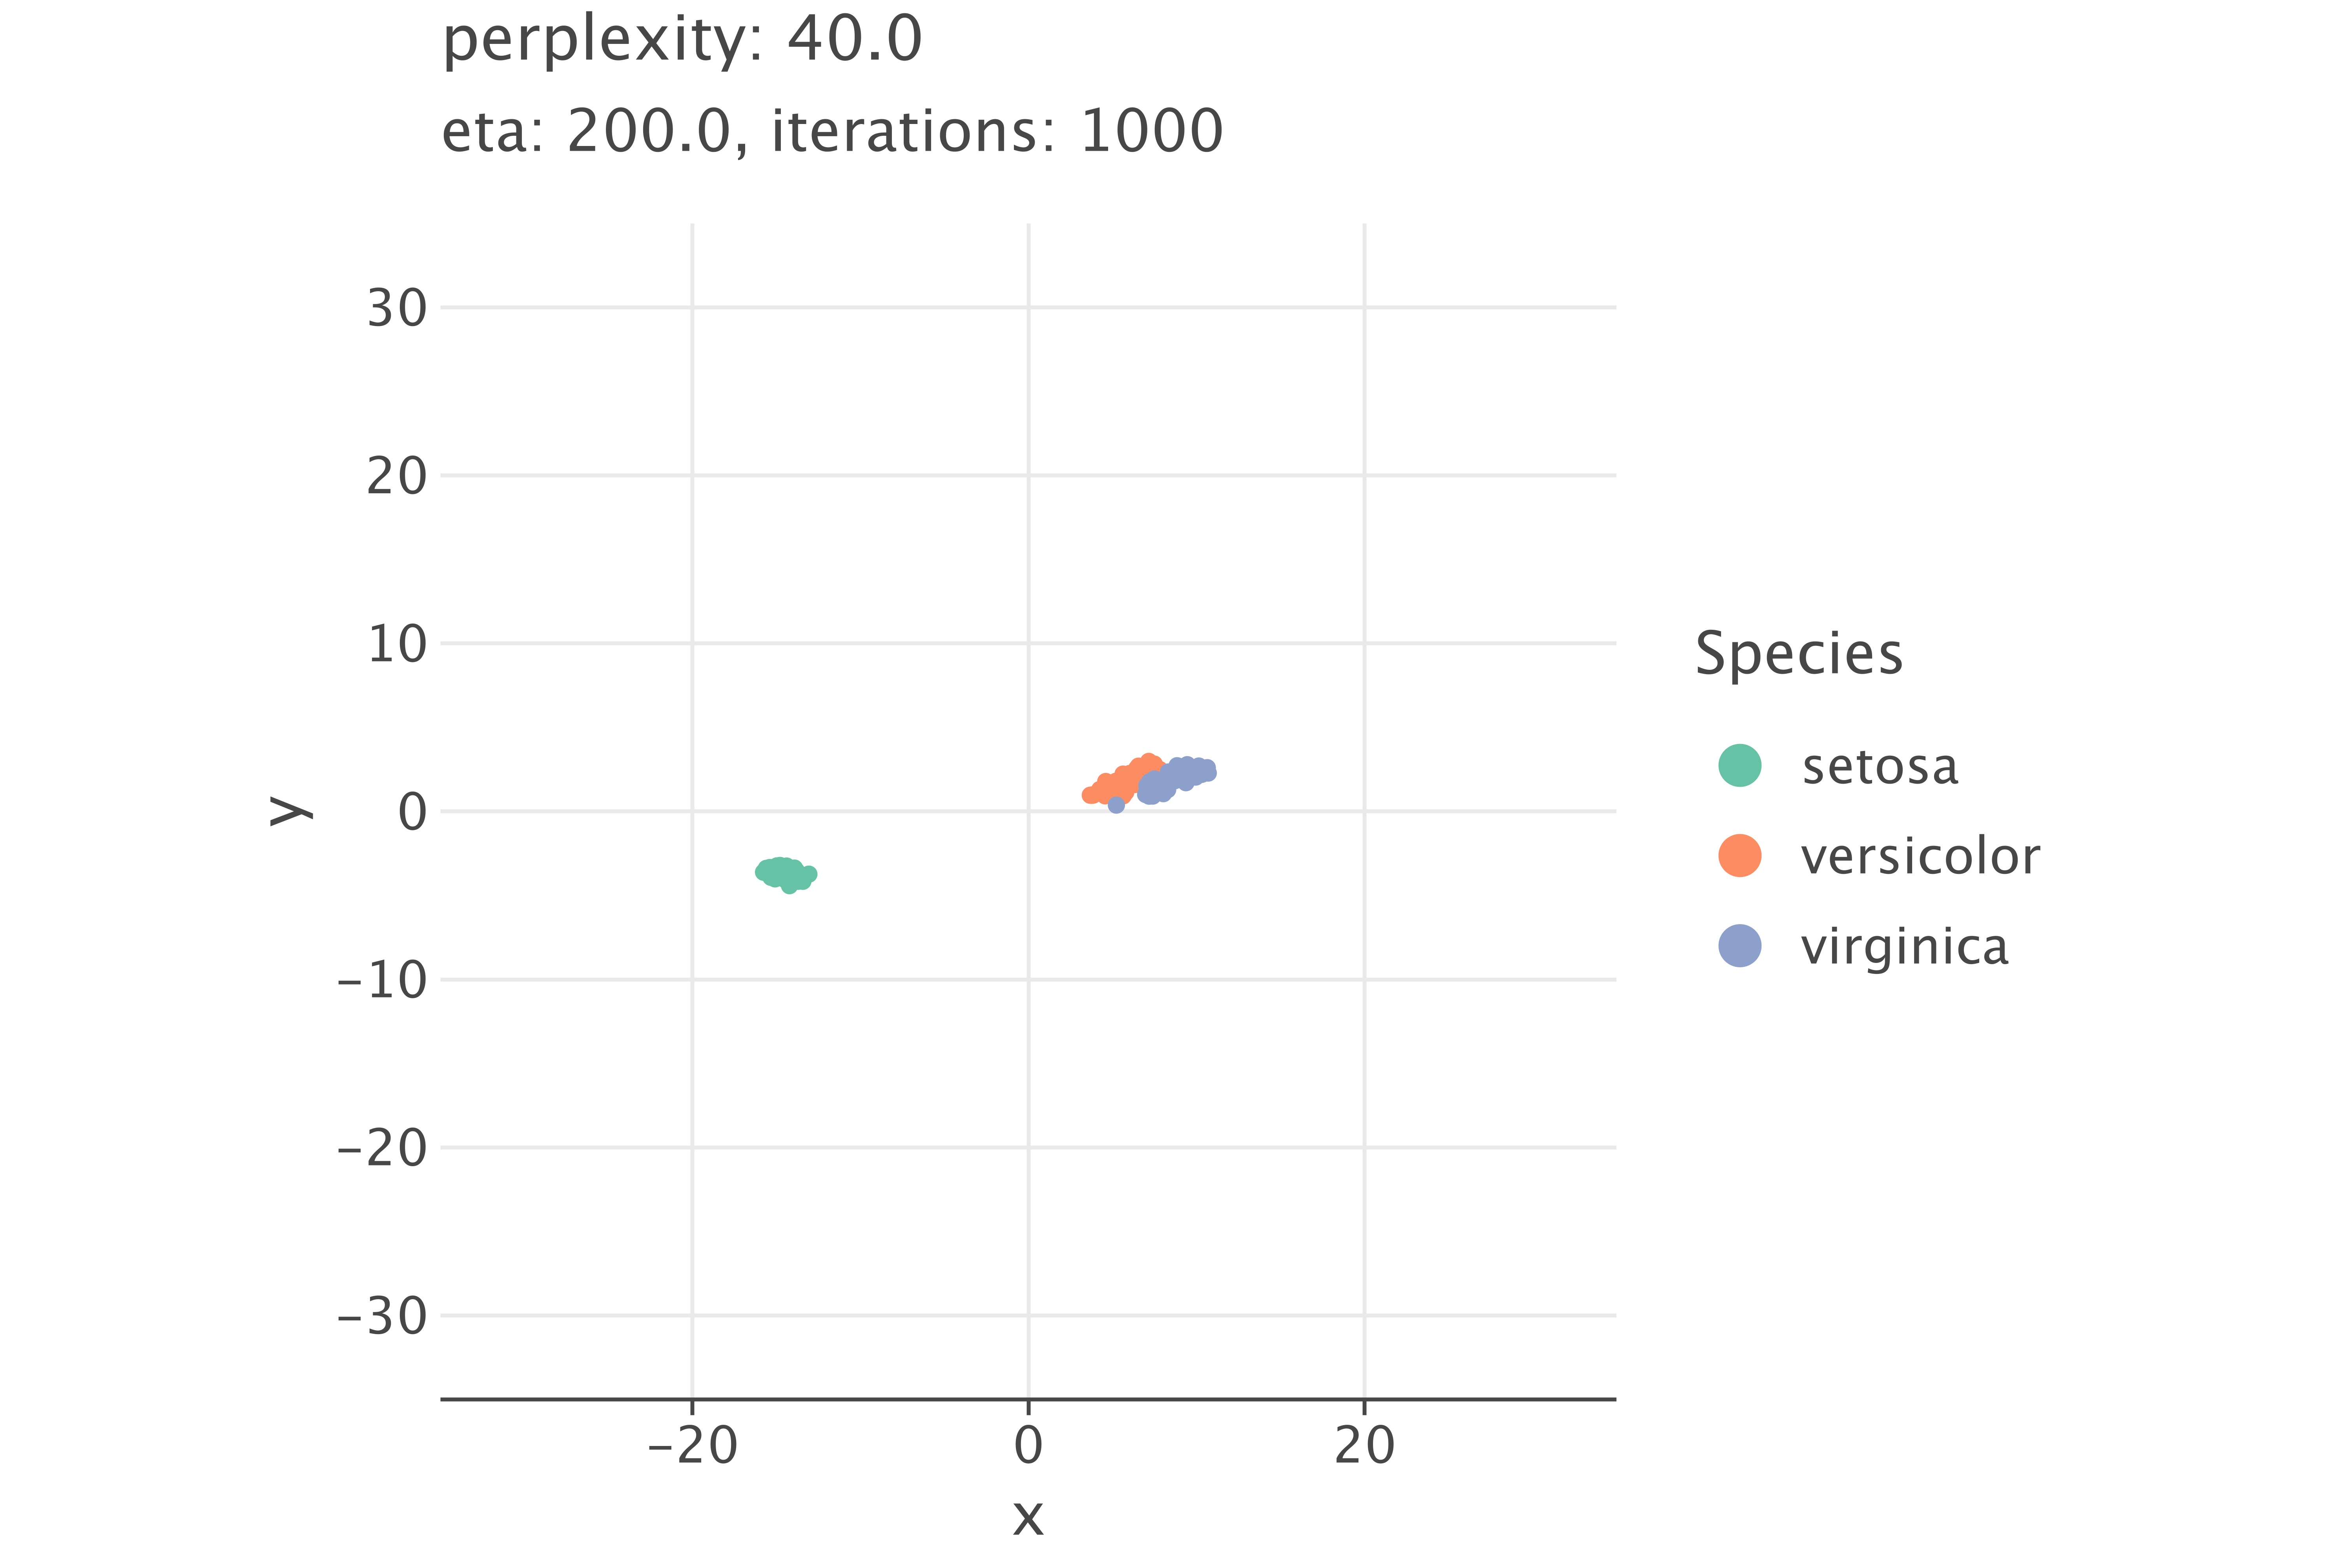 perplexity: 40.0
eta: 200.0, iterations: 1000
30
20
10
0
−10
−20
−30
y
−20 0 20
x
Species
setosa
versicolor
virginica